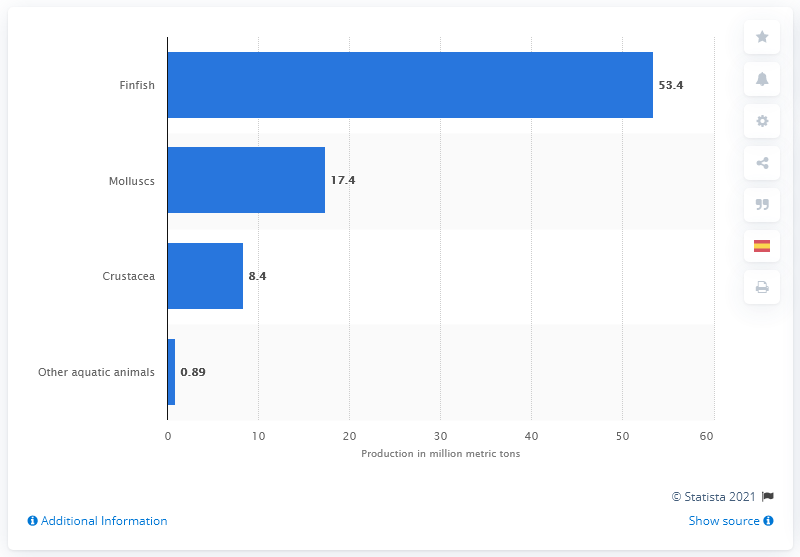 Finfish
53.4
Molluscs
17.4
Crustacea
8.4
Other aquatic animals
0.89
0 10 20 30 40 50 60
Production in million metric tons
© Statista 2021
Additional Information
Show source